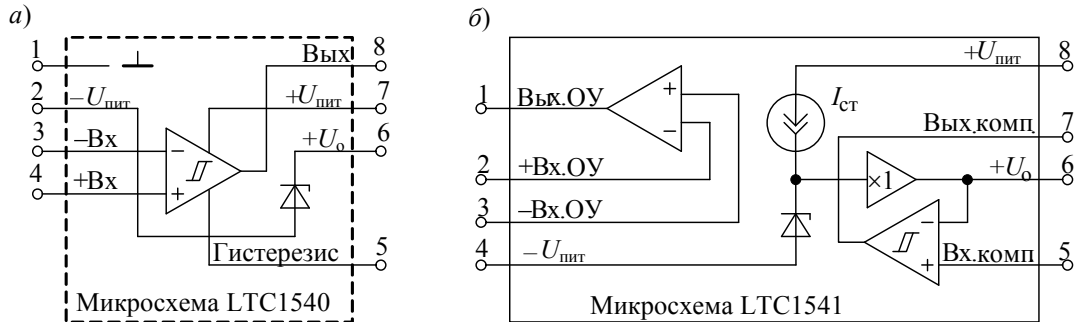 а)
1
2
3
4
−Uпит
−Вх
+Вх
−
+
Вых
+Uпит
+Uо
Гистерезис
8
7
6
5
Микросхема LTC1540
б)
1
2
3
4
Вых.ОУ
+Вх.ОУ
−Вх.ОУ
−Uпит
+
−
Iст
×1
−
+
+Uпит
Вых.комп.
+Uо
Вх.комп
8
7
6
5
Микросхема LTC1541